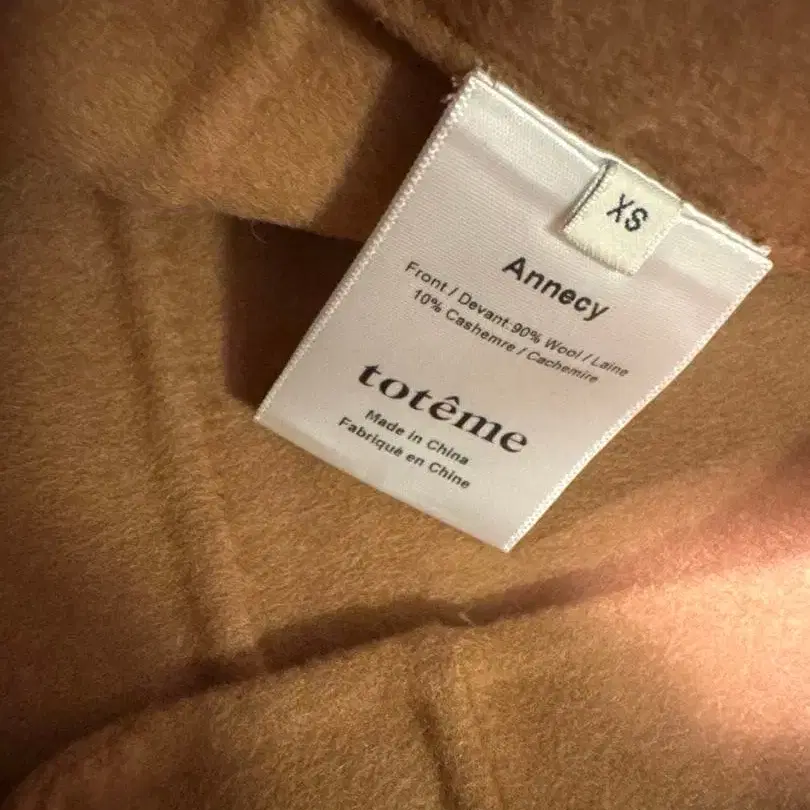 XS
Annecy
Front / Devant:90% Wool / Laine
10% Cashemre / Cachemire
totême
Made in China
Fabriqué en Chine